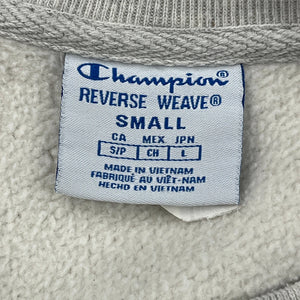 Champion®
REVERSE WEAVE®
SMALL
CA MEX JPN
S/P CH L
MADE IN VIETNAM
FABRIQUÉ AU VIÊT-NAM
HECHO EN VIETNAM